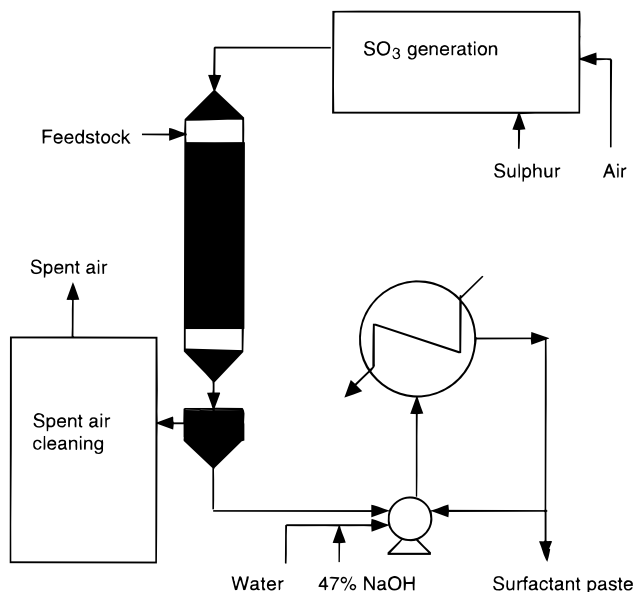 SO3 generation
Feedstock
Sulphur
Air
Spent air
Spent air
cleaning
Water
47% NaOH
Surfactant paste